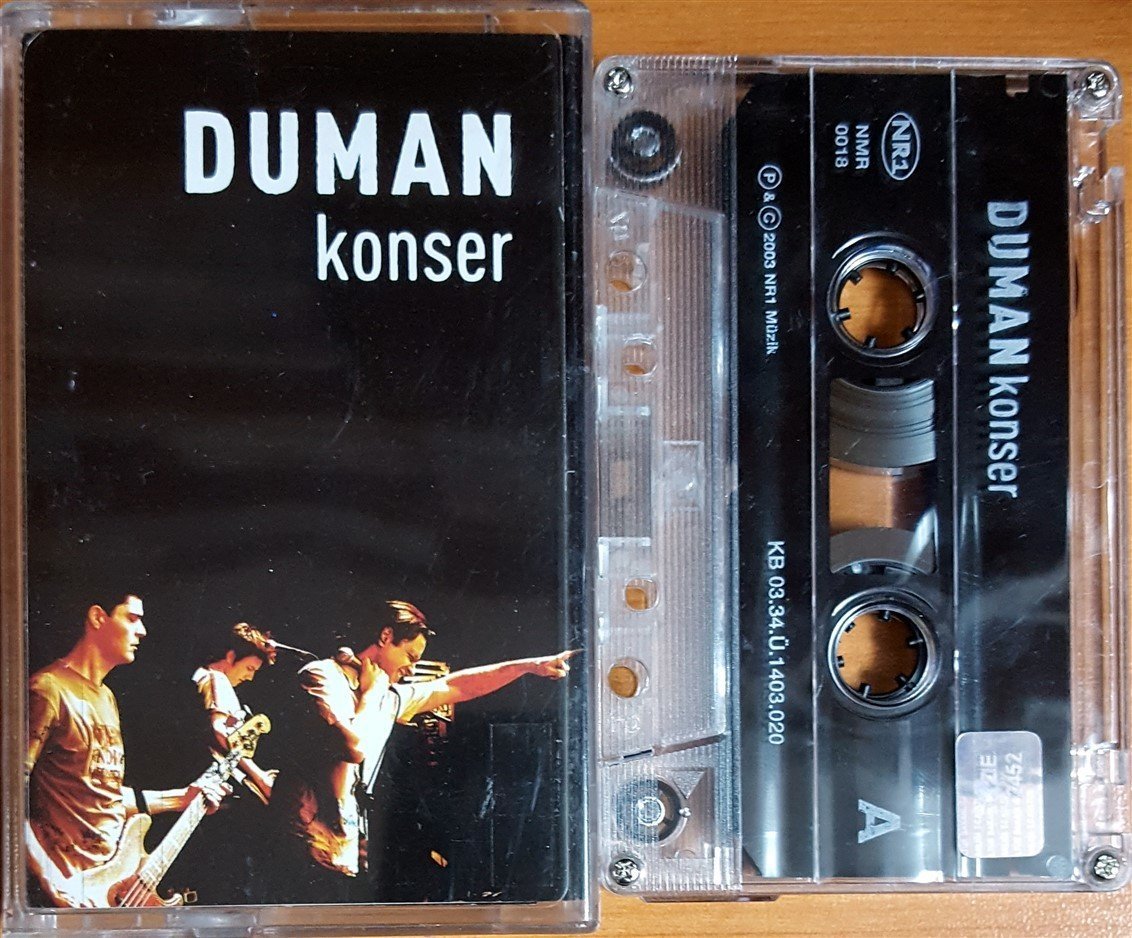 DUMAN
konser
NR1
NMR
0018
Ⓟ & Ⓒ 2003 NR1 Müzik
DUMAN konser
KB 03.34.Ü.1403.020
A